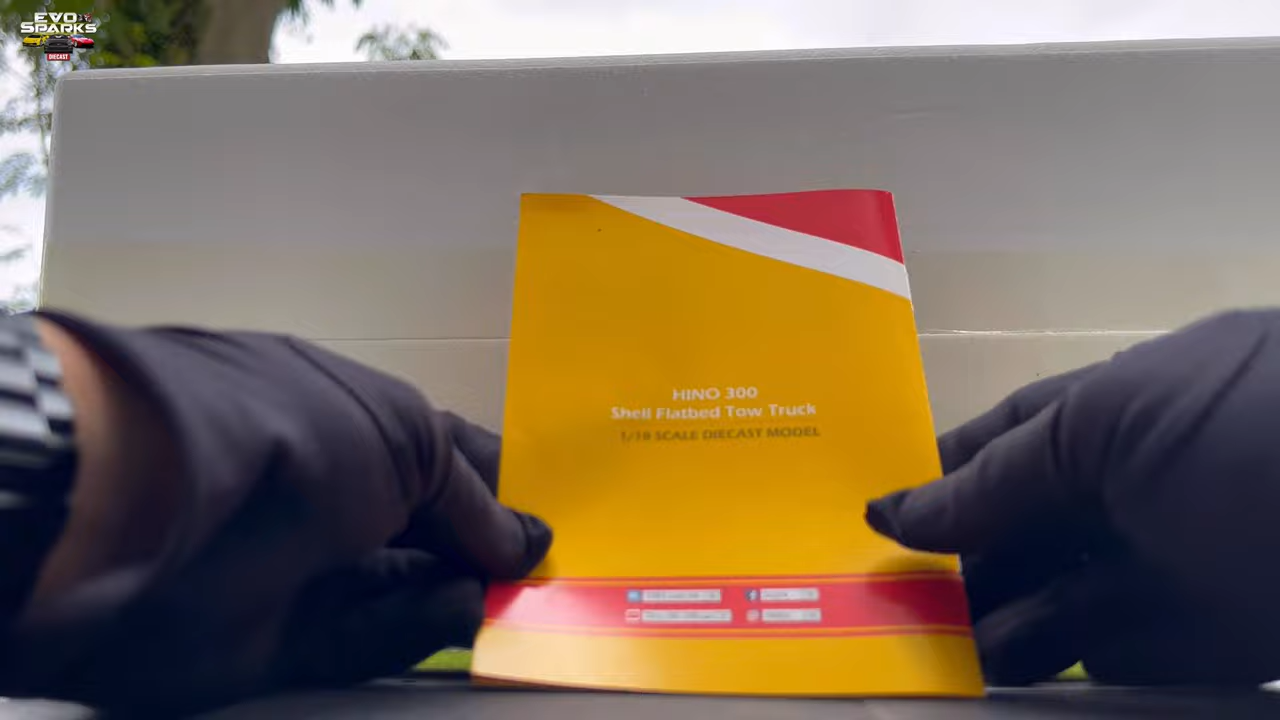 EVO
SPARKS
DIECAST
HINO 300
Shell Flatbed Tow Truck
1/18 SCALE DIECAST MODEL